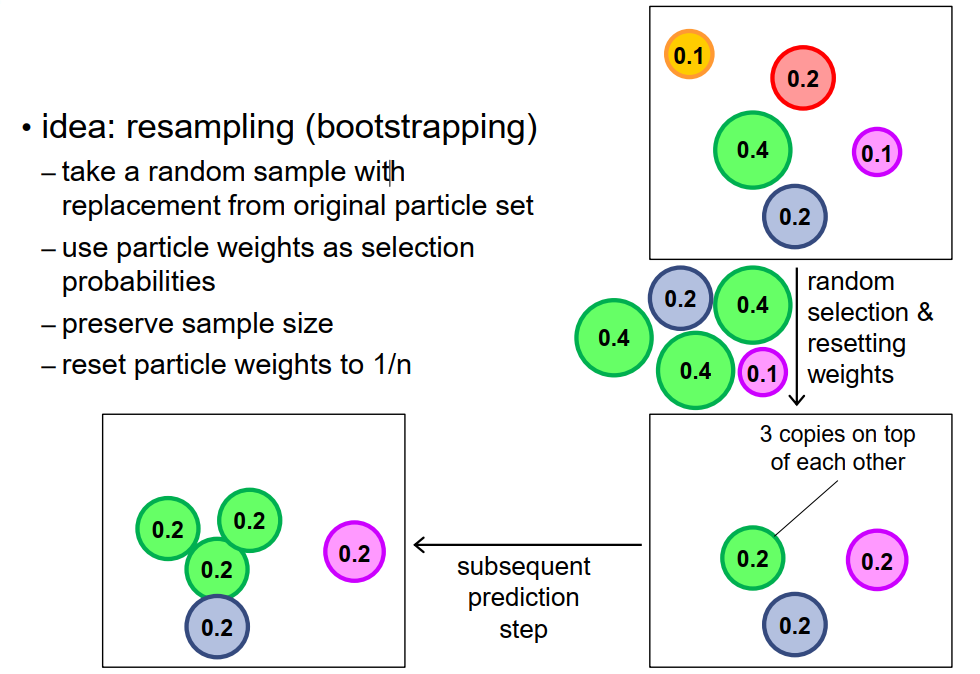 • idea: resampling (bootstrapping)
– take a random sample with
replacement from original particle set
– use particle weights as selection
probabilities
– preserve sample size
– reset particle weights to 1/n
0.1
0.2
0.4
0.1
0.2
0.2
0.4
0.4
0.4
0.1
random
selection &
resetting
weights
3 copies on top
of each other
0.2
0.2
0.2
subsequent
prediction
step
0.2
0.2
0.2
0.2
0.2